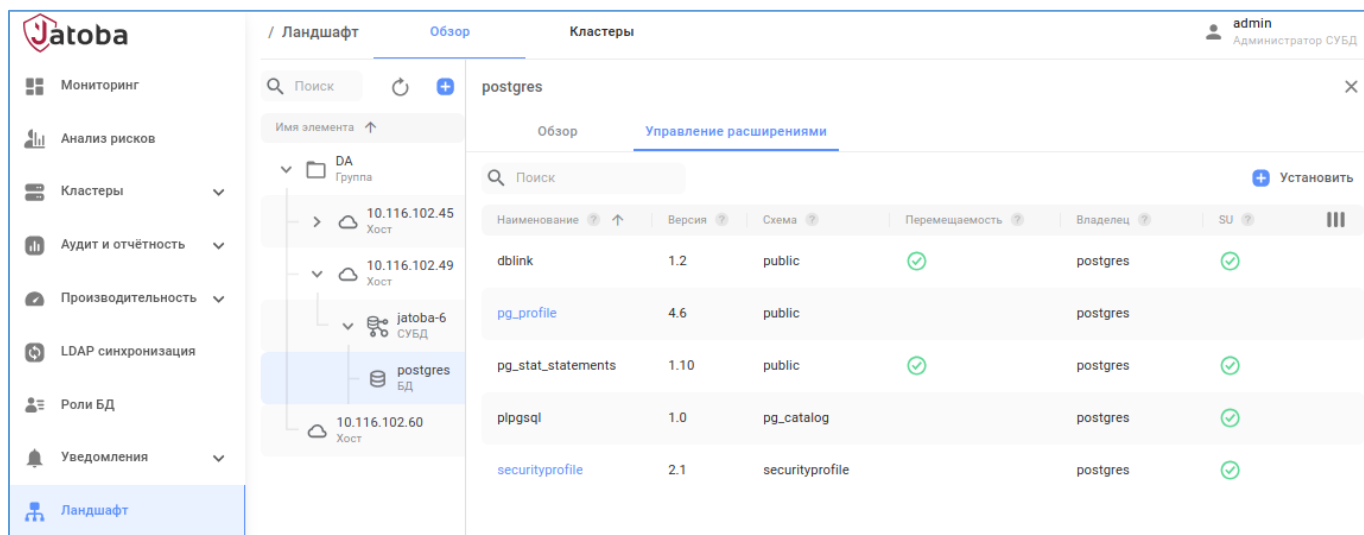 Jatoba
/ Ландшафт Обзор Кластеры
admin
Администратор СУБД
Мониторинг
Анализ рисков
Кластеры
Аудит и отчётность
Производительность
LDAP синхронизация
Роли БД
Уведомления
Ландшафт
Поиск
Имя элемента
DA
Группа
10.116.102.45
Хост
10.116.102.49
Хост
jatoba-6
СУБД
postgres
БД
10.116.102.60
Хост
postgres
Обзор Управление расширениями
Поиск Установить
Наименование ? Версия ? Схема ? Перемещаемость ? Владелец ? SU ?
dblink 1.2 public postgres
pg_profile 4.6 public postgres
pg_stat_statements 1.10 public postgres
plpgsql 1.0 pg_catalog postgres
securityprofile 2.1 securityprofile postgres